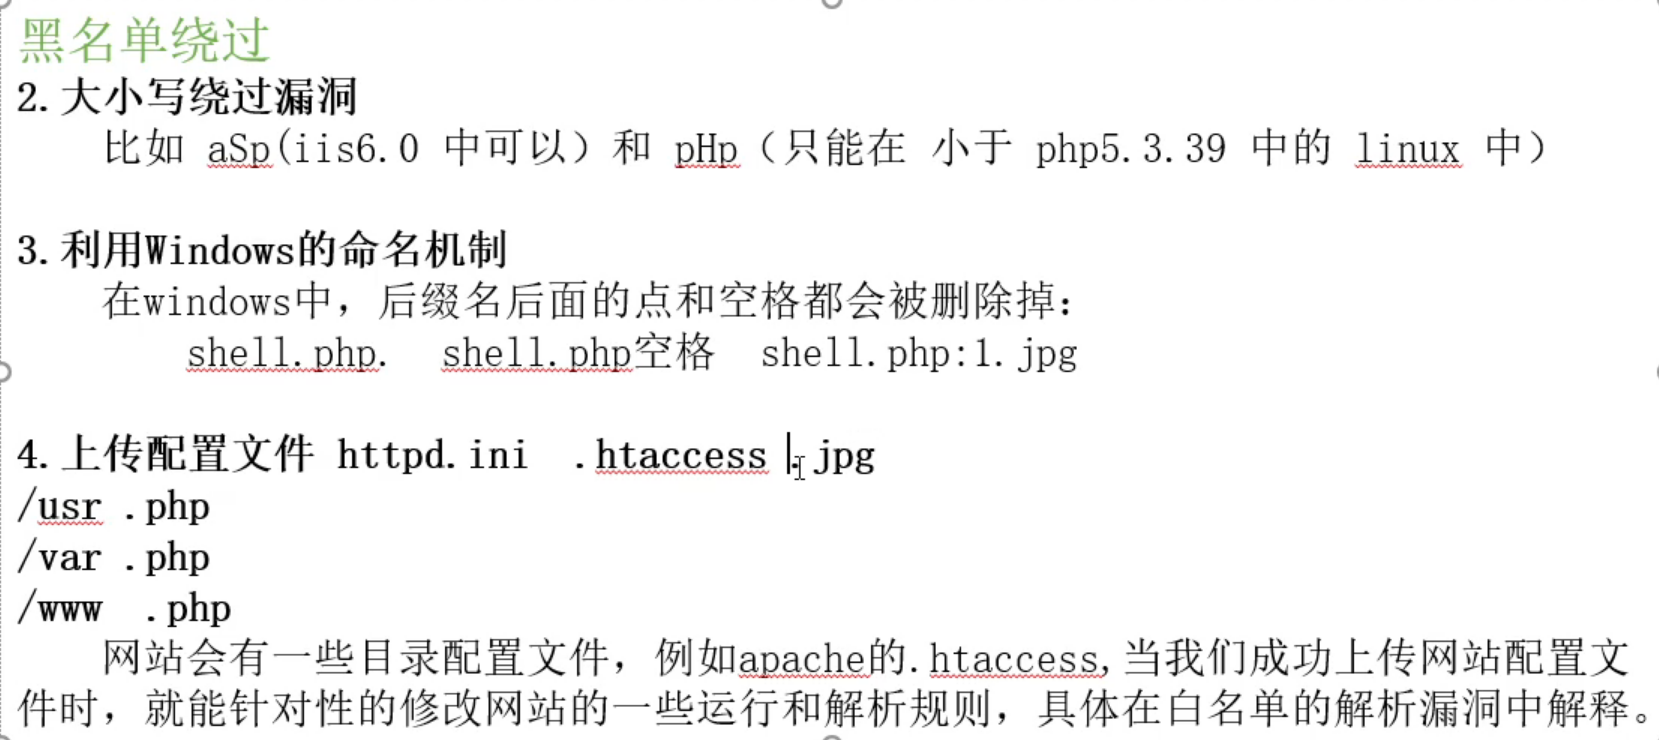 黑名单绕过
2.大小写绕过漏洞
比如 aSp(iis6.0 中可以）和 pHp（只能在 小于 php5.3.39 中的 linux 中）
3.利用Windows的命名机制
在windows中，后缀名后面的点和空格都会被删除掉：
shell.php. shell.php空格 shell.php:1.jpg
4.上传配置文件 httpd.ini .htaccess .jpg
/usr .php
/var .php
/www .php
网站会有一些目录配置文件，例如apache的.htaccess,当我们成功上传网站配置文
件时，就能针对性的修改网站的一些运行和解析规则，具体在白名单的解析漏洞中解释。